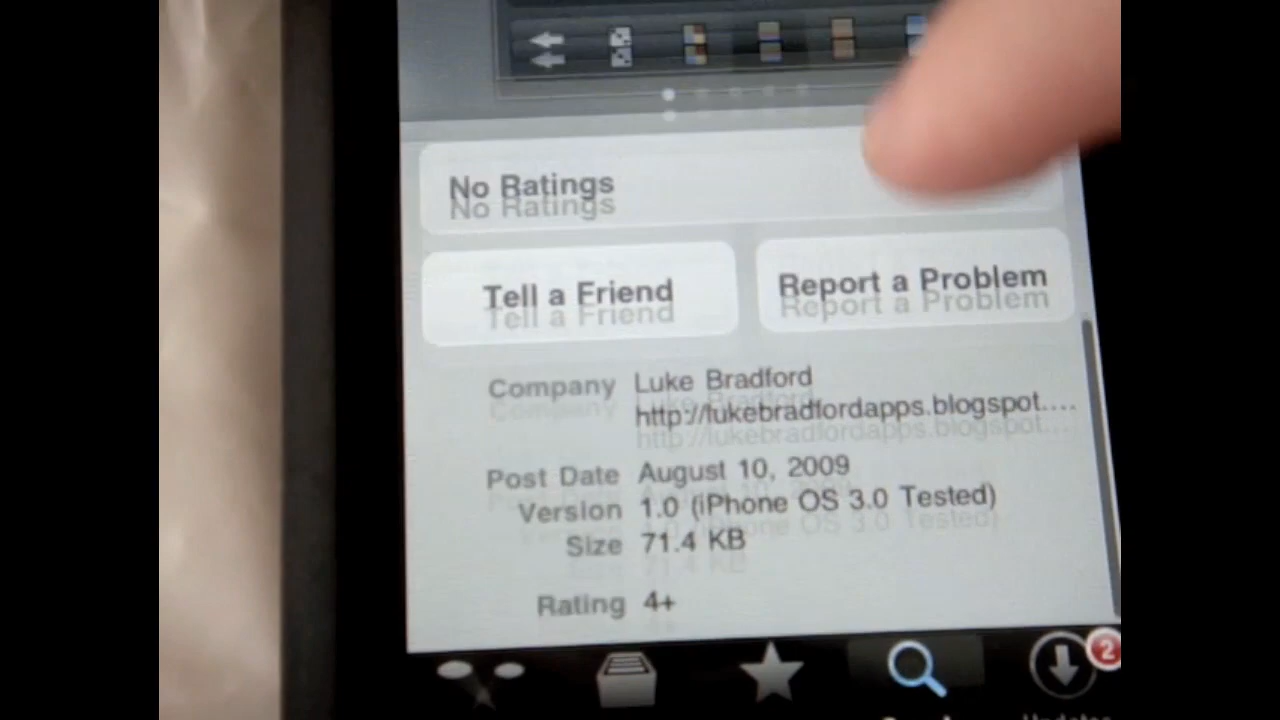 No Ratings
Tell a Friend
Report a Problem
Company Luke Bradford
http://lukebradfordapps.blogspot....
Post Date August 10, 2009
Version 1.0 (iPhone OS 3.0 Tested)
Size 71.4 KB
Rating 4+
2